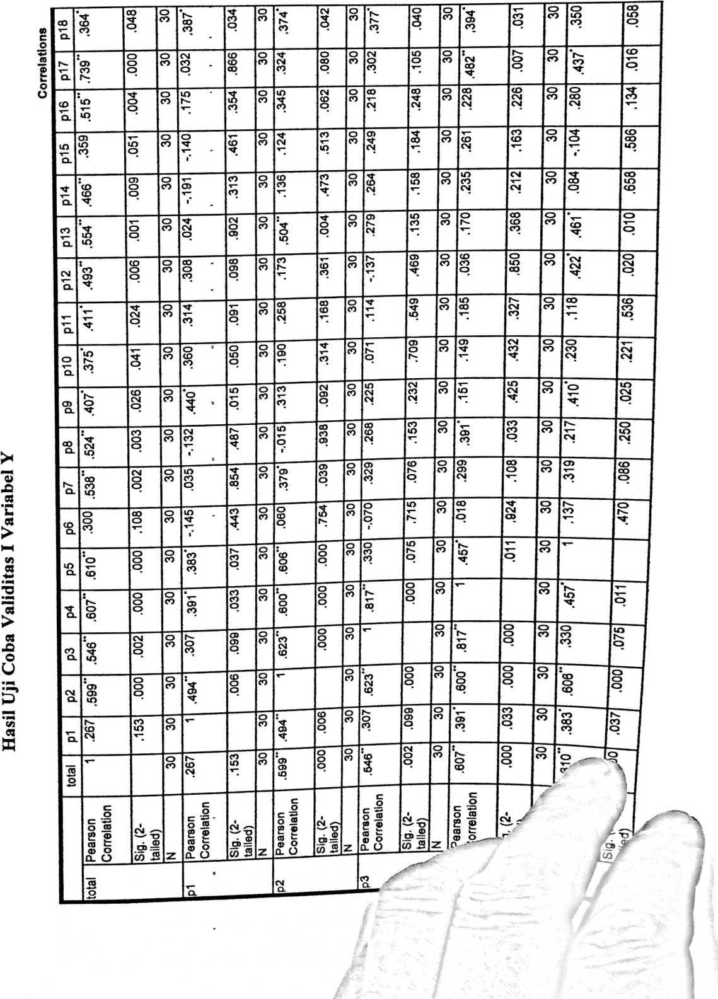 Hasil Uji Coba Validitas I Variabel Y
Correlations
total p1 p2 p3 p4 p5 p6 p7 p8 p9 p10 p11 p12 p13 p14 p15 p16 p17 p18
total Pearson Correlation 1 .267 .599** .546** .607** .610** .300 .538** .524** .407* .375* .411* .493** .554** .466** .359 .515** .739** .364*
Sig. (2-tailed) .153 .000 .002 .000 .000 .108 .002 .003 .026 .041 .024 .006 .001 .009 .051 .004 .000 .048
N 30 30 30 30 30 30 30 30 30 30 30 30 30 30 30 30 30 30 30
p1 Pearson Correlation .267 1 .494** .307 .391* .383* -.145 .035 -.132 .440* .360 .314 .308 .024 -.191 -.140 .175 .032 .387*
Sig. (2-tailed) .153 .006 .099 .033 .037 .443 .854 .487 .015 .050 .091 .098 .902 .313 .461 .354 .866 .034
N 30 30 30 30 30 30 30 30 30 30 30 30 30 30 30 30 30 30 30
p2 Pearson Correlation .599** .494** 1 .623** .600** .606** .060 .379* -.015 .313 .190 .258 .173 .504** .136 .124 .345 .324 .374*
Sig. (2-tailed) .000 .006 .000 .000 .000 .754 .039 .938 .092 .314 .168 .361 .004 .473 .513 .062 .080 .042
N 30 30 30 30 30 30 30 30 30 30 30 30 30 30 30 30 30 30 30
p3 Pearson Correlation .546** .307 .623** 1 .817** .330 -.070 .329 .268 .225 .071 .114 -.137 .279 .264 .249 .218 .302 .377*
Sig. (2-tailed) .002 .099 .000 .000 .075 .715 .076 .153 .232 .709 .549 .469 .135 .158 .184 .248 .105 .040
N 30 30 30 30 30 30 30 30 30 30 30 30 30 30 30 30 30 30 30
Pearson .607** .391* .600** .817** 1 .457* .018 .299 .391* .151 .149 .185 .036 .170 .235 .261 .228 .482** .394*
.000 .033 .000 .000 .011 .924 .108 .033 .425 .432 .327 .850 .368 .212 .163 .226 .007 .031
30 30 30 30 30 30 30 30 30 30 30 30 30 30 30 30 30 30 30
.383* .606** .330 .457* 1 .137 .319 .217 .410* .230 .118 .422* .461* .084 -.104 .280 .437* .350
Sig. .037 .000 .075 .011 .470 .086 .250 .025 .221 .536 .020 .010 .658 .586 .134 .016 .058